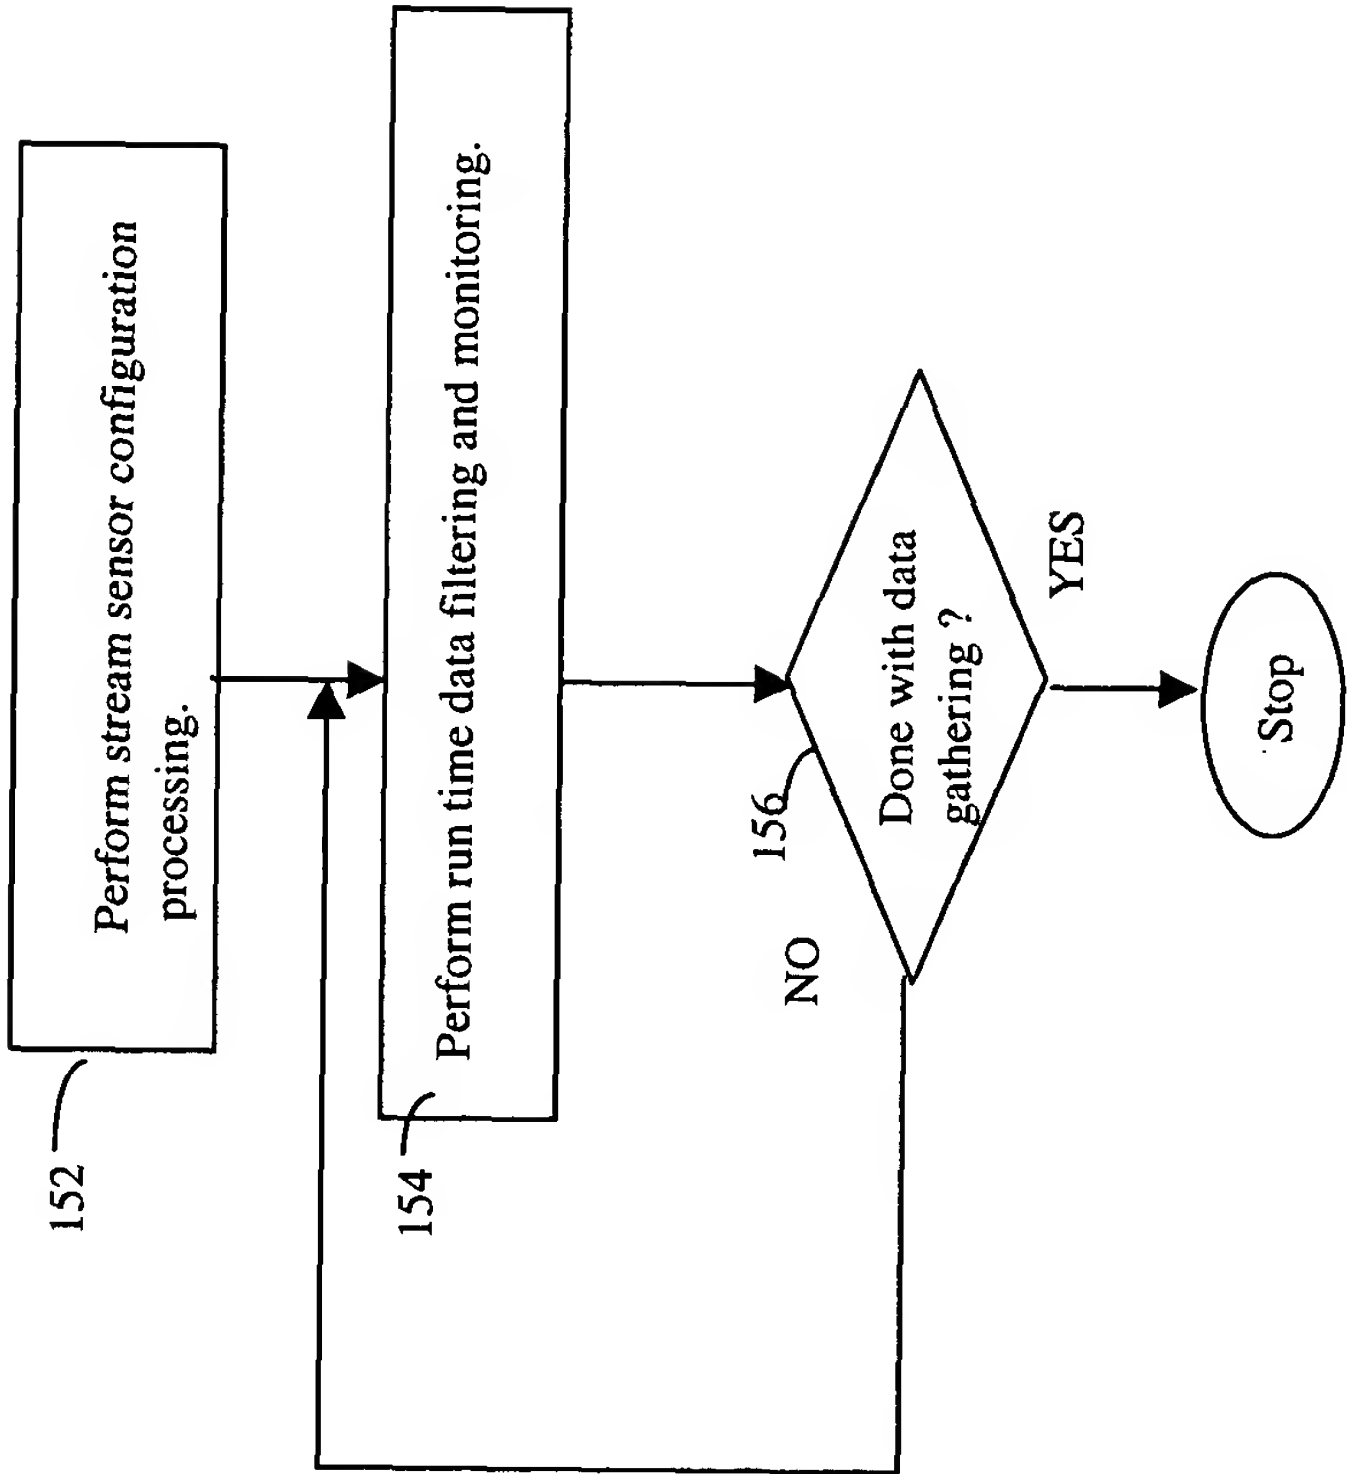 152
Perform stream sensor configuration
processing.
154
Perform run time data filtering and monitoring.
156
Done with data
gathering ?
NO
YES
Stop